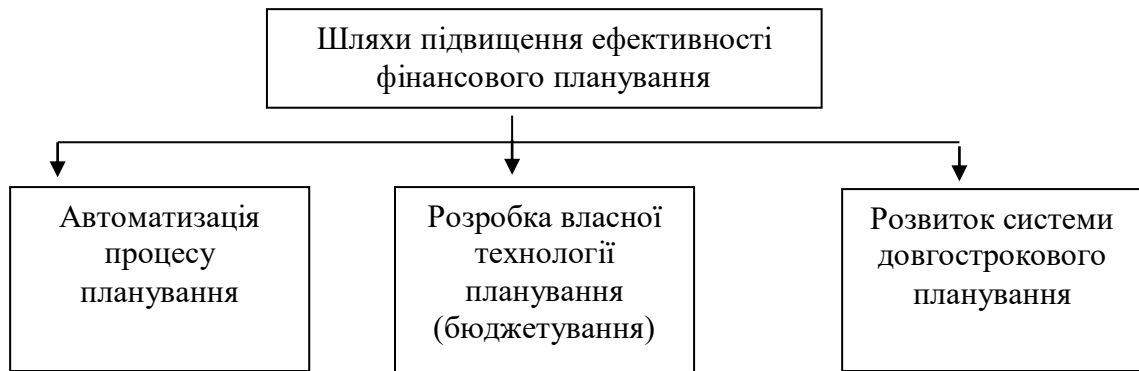 Шляхи підвищення ефективності
фінансового планування
Автоматизація
процесу
планування
Розробка власної
технології
планування
(бюджетування)
Розвиток системи
довгострокового
планування